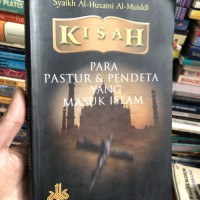 Syaikh Al-Husaini Al-Muiddi
KISAH
PARA
PASTUR & PENDETA
YANG
MASUK ISLAM